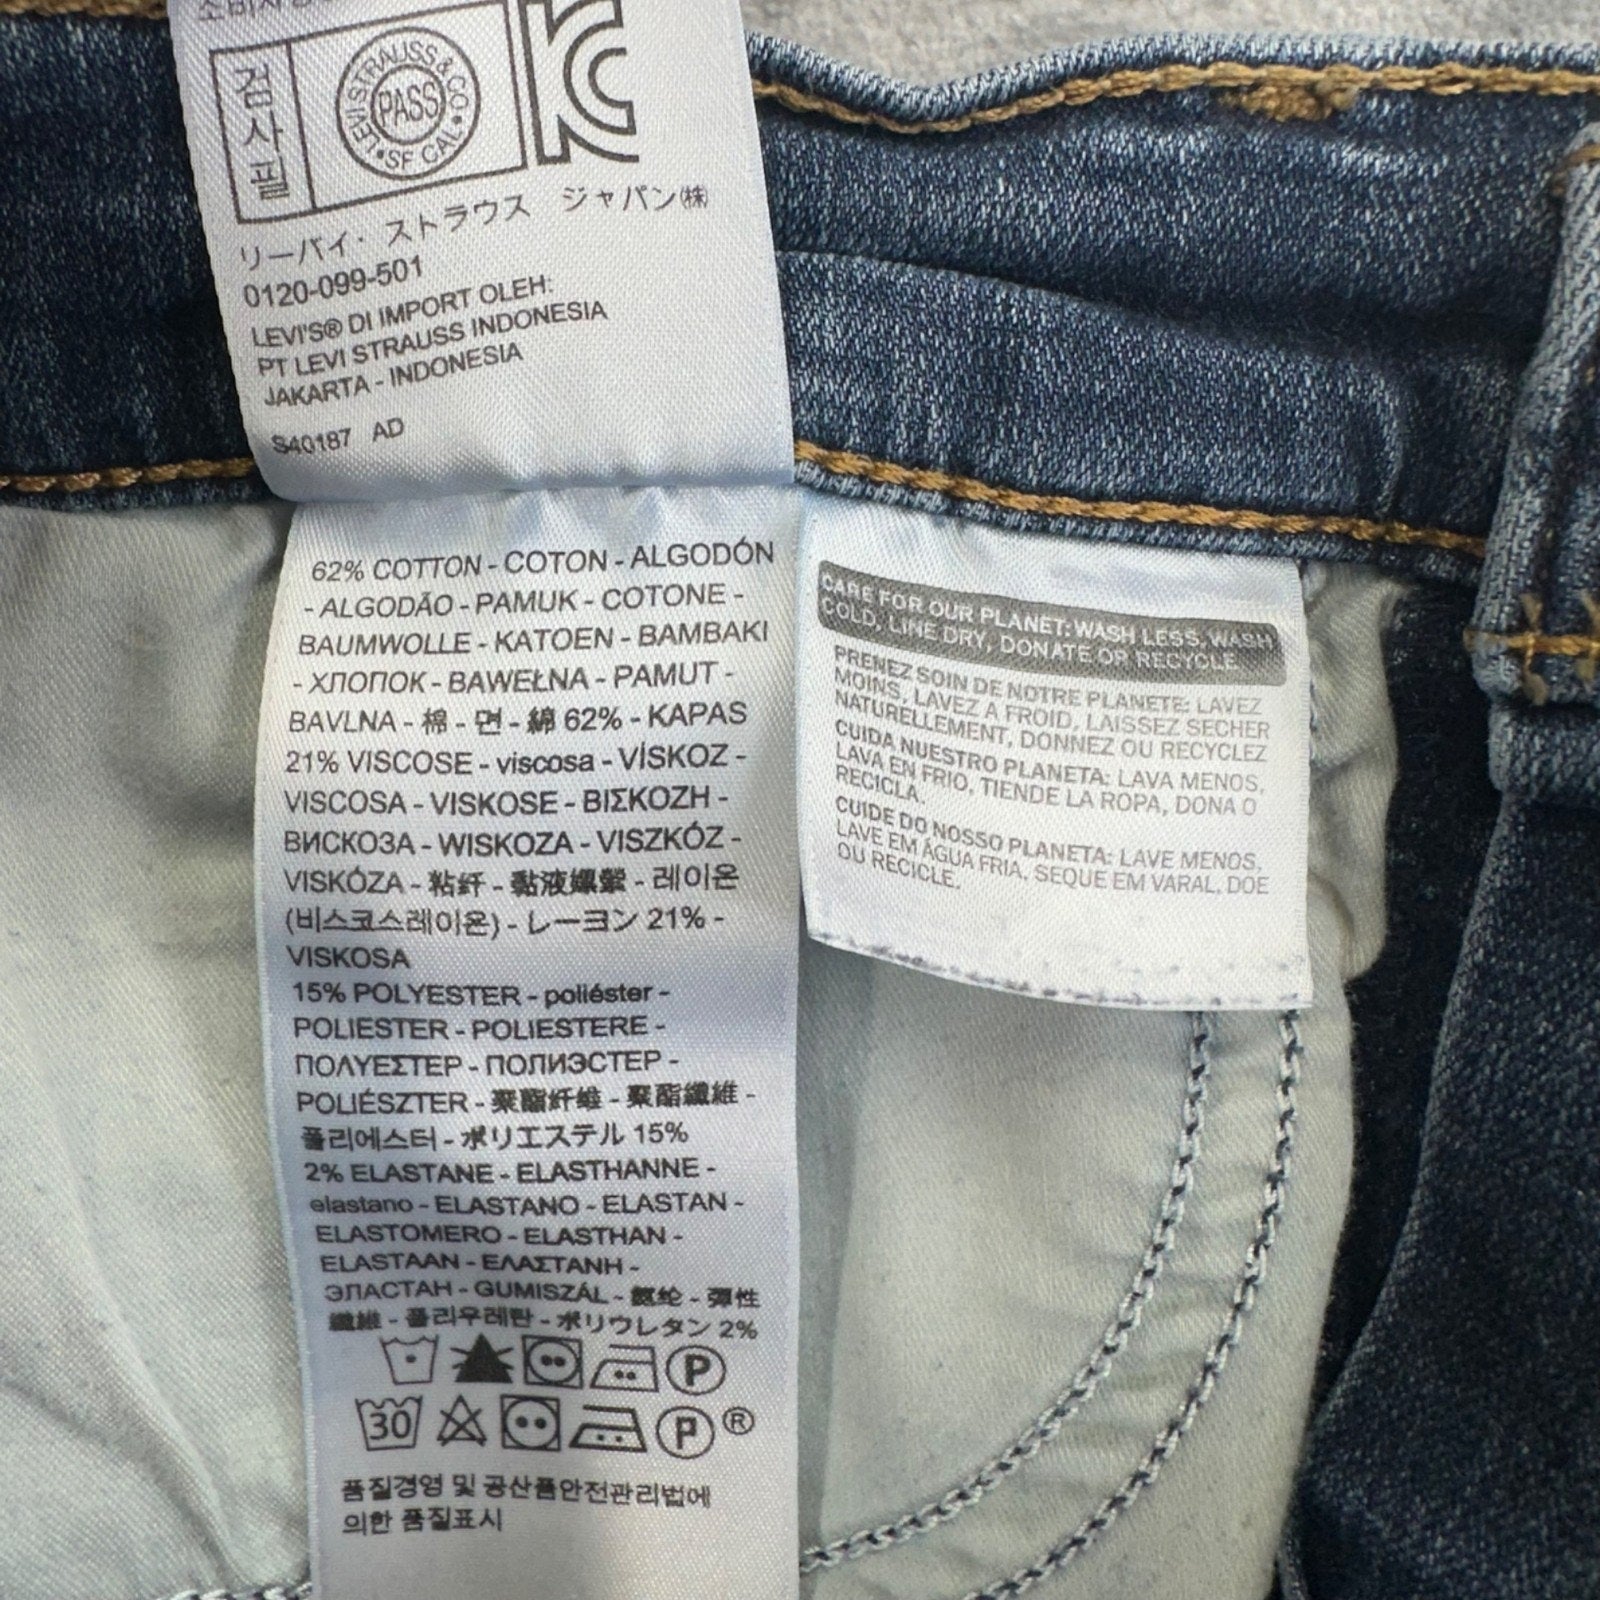 검사필
LEVI STRAUSS & CO.
PASS
SF CAL
リーバイ・ストラウス ジャパン㈱
0120-099-501
LEVI'S® DI IMPORT OLEH:
PT LEVI STRAUSS INDONESIA
JAKARTA - INDONESIA
S40187 AD
62% COTTON - COTON - ALGODÓN
- ALGODÃO - PAMUK - COTONE -
BAUMWOLLE - KATOEN - BAMBAKI
- ХЛОПОК - BAWEŁNA - PAMUT -
BAVLNA - 棉 - 면 - 綿 62% - KAPAS
21% VISCOSE - viscosa - VÍSKOZ -
VISCOSA - VISKOSE - ΒΙΣΚΟΖΗ -
ВИСКОЗА - WISKOZA - VISZKÓZ -
VISKÓZA - 粘纤 - 黏液嫘縈 - 레이온
(비스코스레이온) - レーヨン 21% -
VISKOSA
15% POLYESTER - poliéster -
POLIESTER - POLIESTERE -
ΠΟΛΥΕΣΤΕΡ - ПОЛИЭСТЕР -
POLIÉSZTER - 聚酯纤维 - 聚酯纖維 -
폴리에스터 - ポリエステル 15%
2% ELASTANE - ELASTHANNE -
elastano - ELASTANO - ELASTAN -
ELASTOMERO - ELASTHAN -
ELASTAAN - ΕΛΑΣΤΑΝΗ -
ЭЛАСТАН - GUMISZÁL - 氨纶 - 彈性
纖維 - 폴리우레탄 - ポリウレタン 2%
P
30 P ®
품질경영 및 공산품안전관리법에
의한 품질표시
CARE FOR OUR PLANET: WASH LESS, WASH
COLD, LINE DRY, DONATE OR RECYCLE.
PRENEZ SOIN DE NOTRE PLANETE: LAVEZ
MOINS, LAVEZ A FROID, LAISSEZ SECHER
NATURELLEMENT, DONNEZ OU RECYCLEZ
CUIDA NUESTRO PLANETA: LAVA MENOS,
LAVA EN FRIO, TIENDE LA ROPA, DONA O
RECICLA.
CUIDE DO NOSSO PLANETA: LAVE MENOS,
LAVE EM ÁGUA FRIA, SEQUE EM VARAL, DOE
OU RECICLE.